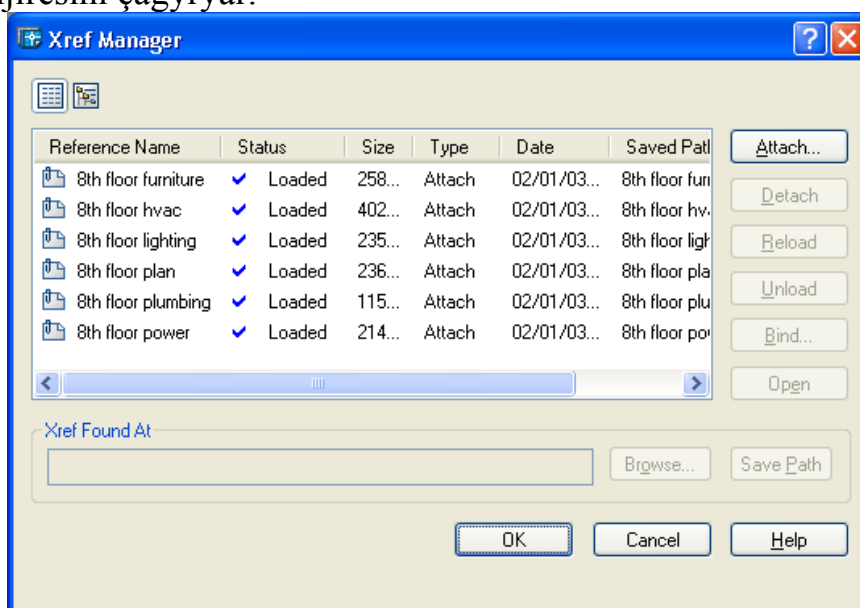 çagyryar.
Xref Manager
Reference Name Status Size Type Date Saved Patl
8th floor furniture Loaded 258... Attach 02/01/03... 8th floor furi
8th floor hvac Loaded 402... Attach 02/01/03... 8th floor hv
8th floor lighting Loaded 235... Attach 02/01/03... 8th floor ligh
8th floor plan Loaded 236... Attach 02/01/03... 8th floor pla
8th floor plumbing Loaded 115... Attach 02/01/03... 8th floor plu
8th floor power Loaded 214... Attach 02/01/03... 8th floor po
Attach...
Detach
Reload
Unload
Bind...
Open
Xref Found At
Browse... Save Path
OK Cancel Help